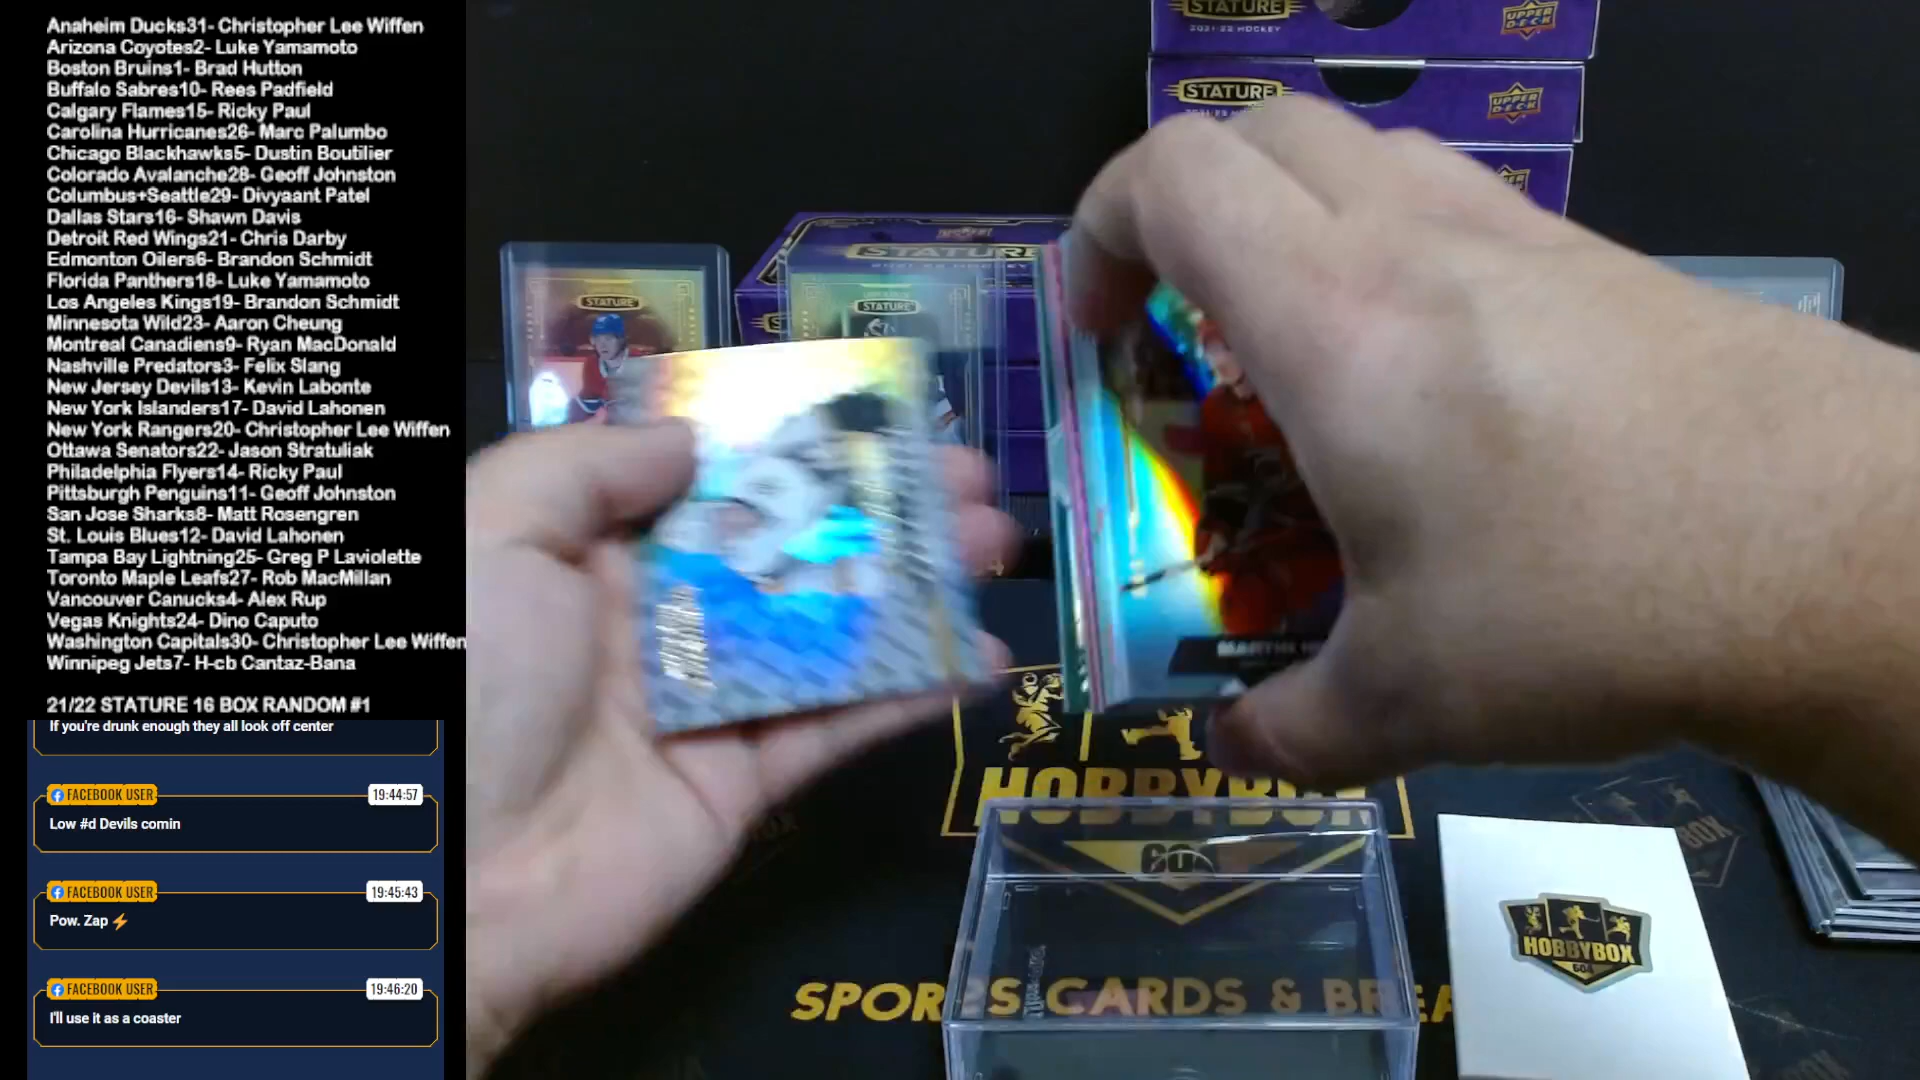 Anaheim Ducks31- Christopher Lee Wiffen
Arizona Coyotes2- Luke Yamamoto
Boston Bruins1- Brad Hutton
Buffalo Sabres10- Rees Padfield
Calgary Flames15- Ricky Paul
Carolina Hurricanes26- Marc Palumbo
Chicago Blackhawks5- Dustin Boutilier
Colorado Avalanche28- Geoff Johnston
Columbus+Seattle29- Divyaant Patel
Dallas Stars16- Shawn Davis
Detroit Red Wings21- Chris Darby
Edmonton Oilers6- Brandon Schmidt
Florida Panthers18- Luke Yamamoto
Los Angeles Kings19- Brandon Schmidt
Minnesota Wild23- Aaron Cheung
Montreal Canadiens9- Ryan MacDonald
Nashville Predators3- Felix Slang
New Jersey Devils13- Kevin Labonte
New York Islanders17- David Lahonen
New York Rangers20- Christopher Lee Wiffen
Ottawa Senators22- Jason Stratuliak
Philadelphia Flyers14- Ricky Paul
Pittsburgh Penguins11- Geoff Johnston
San Jose Sharks8- Matt Rosengren
St. Louis Blues12- David Lahonen
Tampa Bay Lightning25- Greg P Laviolette
Toronto Maple Leafs27- Rob MacMillan
Vancouver Canucks4- Alex Rup
Vegas Knights24- Dino Caputo
Washington Capitals30- Christopher Lee Wiffen
Winnipeg Jets7- H-cb Cantaz-Bana
21/22 STATURE 16 BOX RANDOM #1
If you're drunk enough they all look off center
FACEBOOK USER
19:44:57
Low #d Devils comin
FACEBOOK USER
19:45:43
Pow. Zap ⚡
FACEBOOK USER
19:46:20
I'll use it as a coaster
STATURE
2021-22 HOCKEY
UPPER DECK
STATURE
UPPER DECK
STATURE
2021-22 HOCKEY
STATURE
STATURE
HOBBYBOX
604
SPORTS CARDS & BREA
HOBBYBOX
604